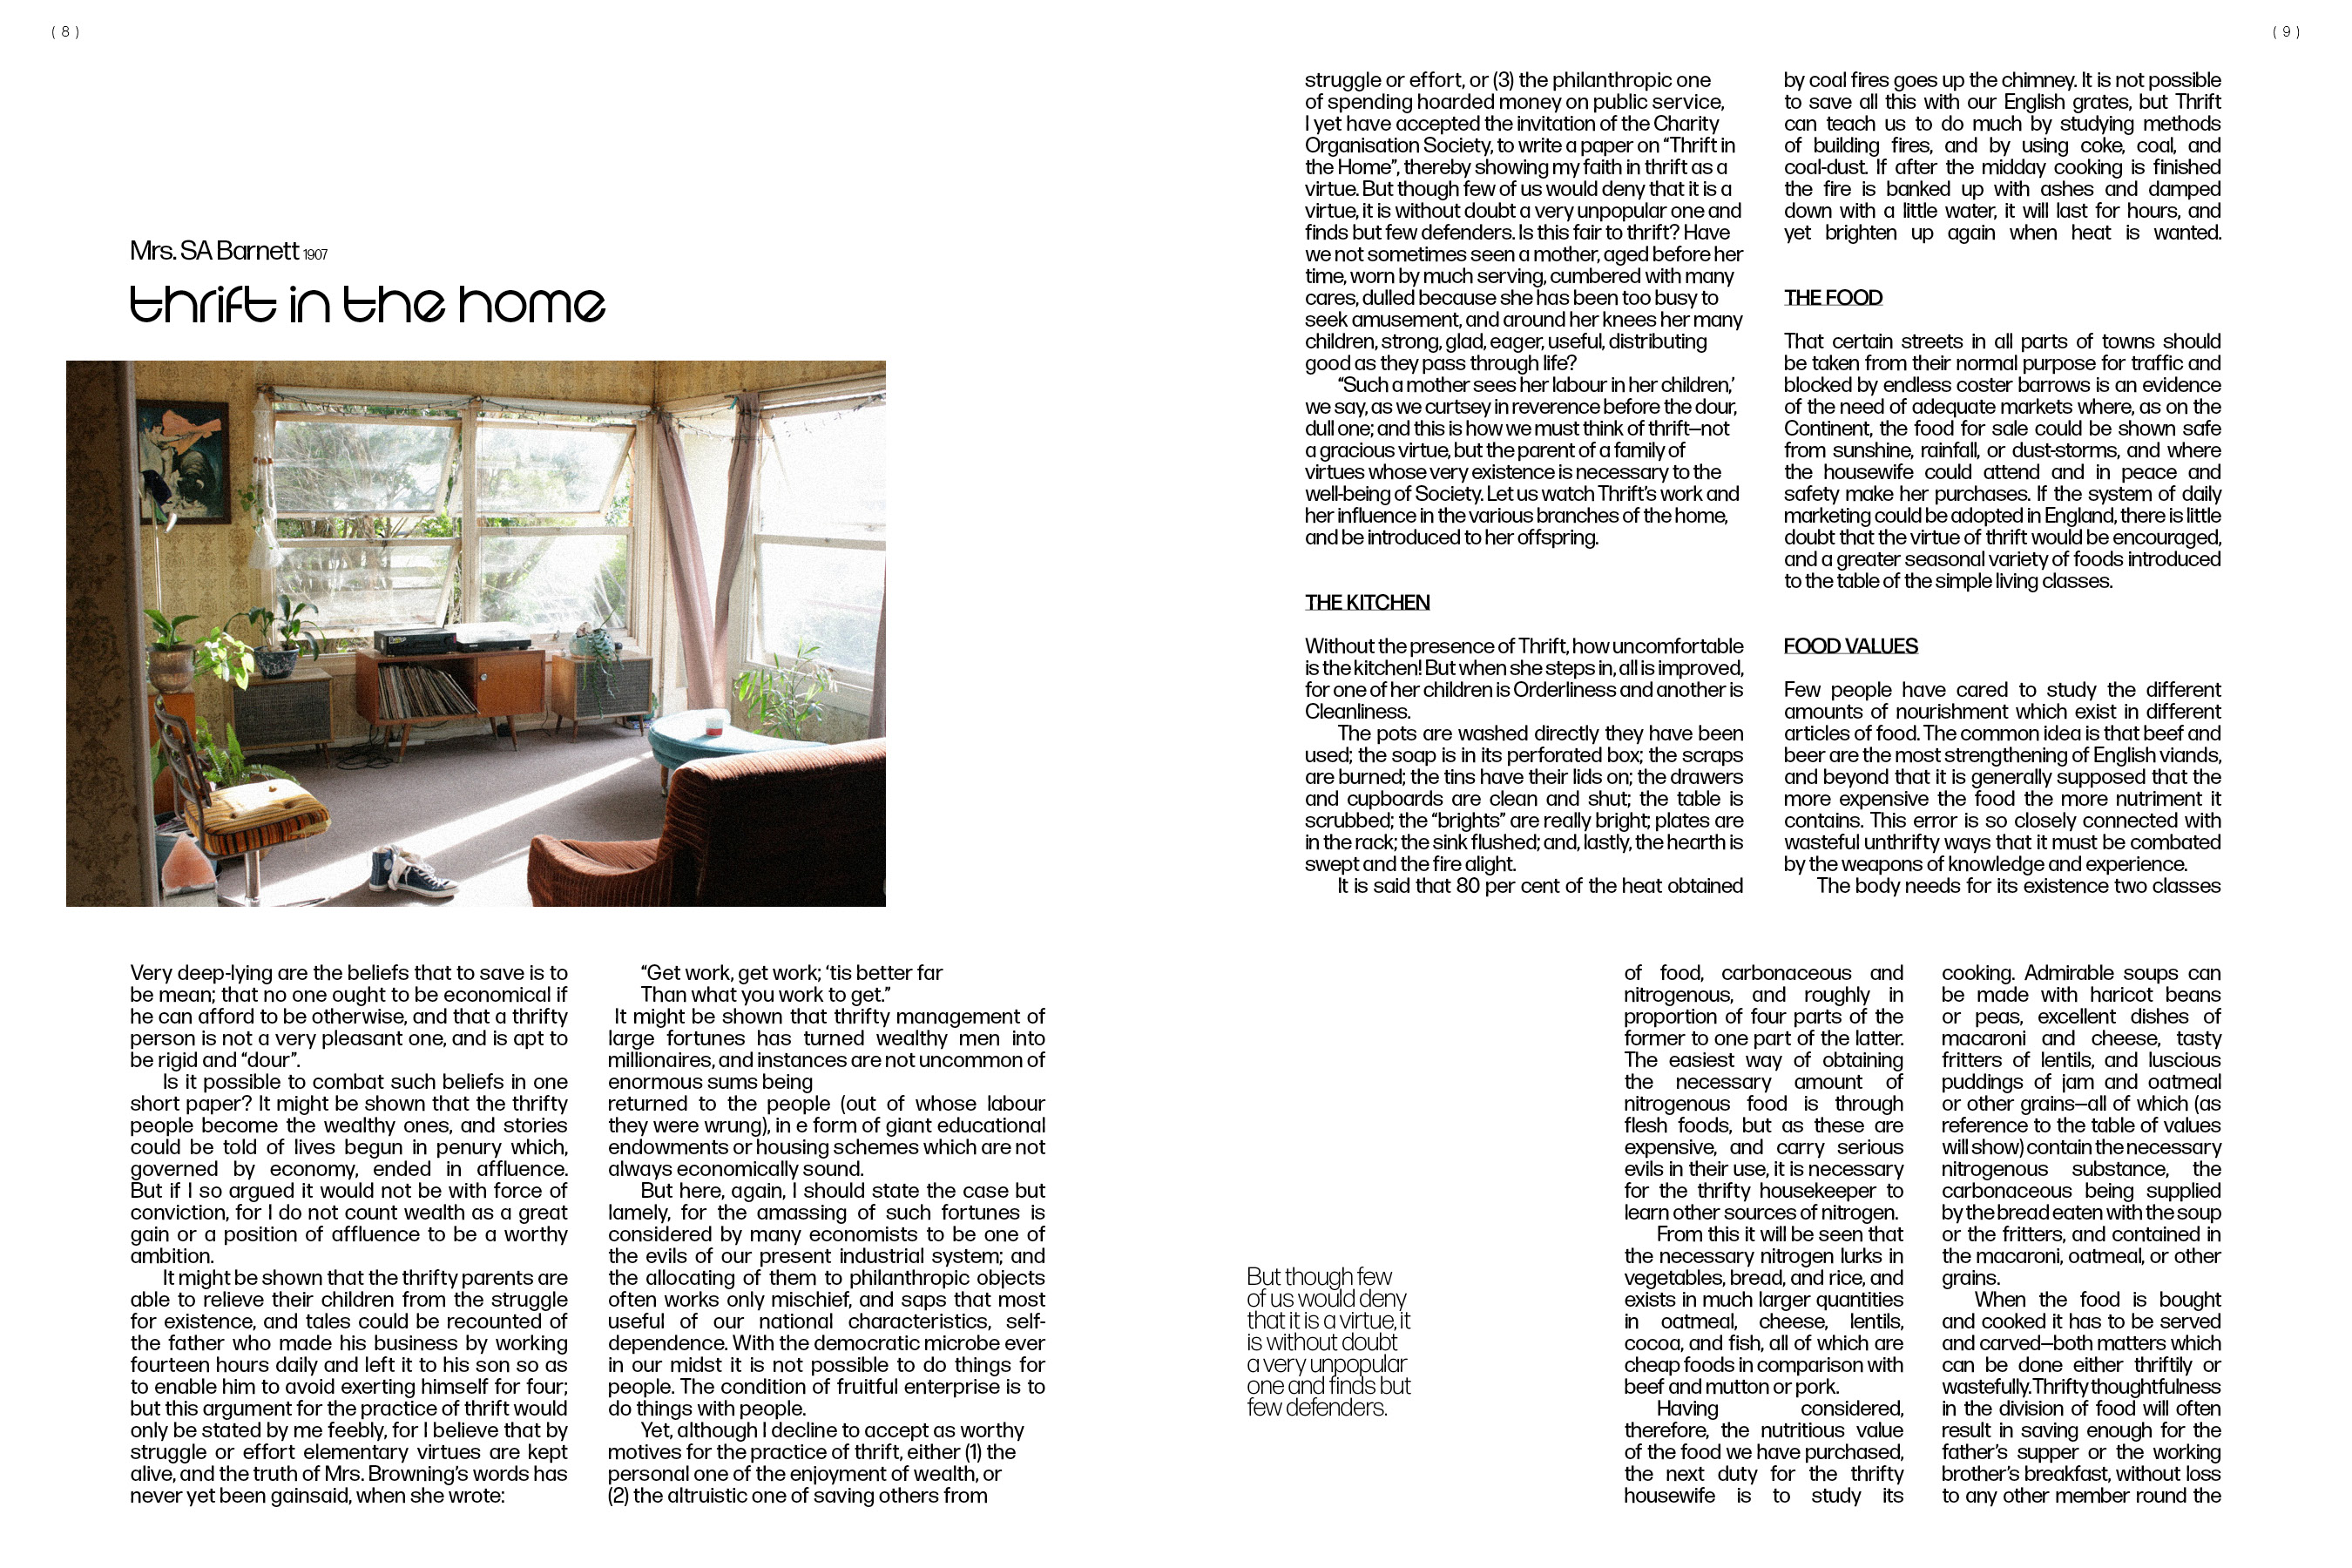 ( 8 )
Mrs. SA Barnett 1907
thrift in the home
Very deep-lying are the beliefs that to save is to
be mean; that no one ought to be economical if
he can afford to be otherwise, and that a thrifty
person is not a very pleasant one, and is apt to
be rigid and “dour”.
Is it possible to combat such beliefs in one
short paper? It might be shown that the thrifty
people become the wealthy ones, and stories
could be told of lives begun in penury which,
governed by economy, ended in affluence.
But if I so argued it would not be with force of
conviction, for I do not count wealth as a great
gain or a position of affluence to be a worthy
ambition.
It might be shown that the thrifty parents are
able to relieve their children from the struggle
for existence, and tales could be recounted of
the father who made his business by working
fourteen hours daily and left it to his son so as
to enable him to avoid exerting himself for four;
but this argument for the practice of thrift would
only be stated by me feebly, for I believe that by
struggle or effort elementary virtues are kept
alive, and the truth of Mrs. Browning’s words has
never yet been gainsaid, when she wrote:
“Get work, get work; ‘tis better far
Than what you work to get.”
It might be shown that thrifty management of
large fortunes has turned wealthy men into
millionaires, and instances are not uncommon of
enormous sums being
returned to the people (out of whose labour
they were wrung), in e form of giant educational
endowments or housing schemes which are not
always economically sound.
But here, again, I should state the case but
lamely, for the amassing of such fortunes is
considered by many economists to be one of
the evils of our present industrial system; and
the allocating of them to philanthropic objects
often works only mischief, and saps that most
useful of our national characteristics, self-
dependence. With the democratic microbe ever
in our midst it is not possible to do things for
people. The condition of fruitful enterprise is to
do things with people.
Yet, although I decline to accept as worthy
motives for the practice of thrift, either (1) the
personal one of the enjoyment of wealth, or
(2) the altruistic one of saving others from
( 9 )
struggle or effort, or (3) the philanthropic one
of spending hoarded money on public service,
I yet have accepted the invitation of the Charity
Organisation Society, to write a paper on “Thrift in
the Home”, thereby showing my faith in thrift as a
virtue. But though few of us would deny that it is a
virtue, it is without doubt a very unpopular one and
finds but few defenders. Is this fair to thrift? Have
we not sometimes seen a mother, aged before her
time, worn by much serving, cumbered with many
cares, dulled because she has been too busy to
seek amusement, and around her knees her many
children, strong, glad, eager, useful, distributing
good as they pass through life?
“Such a mother sees her labour in her children,’
we say, as we curtsey in reverence before the dour,
dull one; and this is how we must think of thrift—not
a gracious virtue, but the parent of a family of
virtues whose very existence is necessary to the
well-being of Society. Let us watch Thrift’s work and
her influence in the various branches of the home,
and be introduced to her offspring.
THE KITCHEN
Without the presence of Thrift, how uncomfortable
is the kitchen! But when she steps in, all is improved,
for one of her children is Orderliness and another is
Cleanliness.
The pots are washed directly they have been
used; the soap is in its perforated box; the scraps
are burned; the tins have their lids on; the drawers
and cupboards are clean and shut; the table is
scrubbed; the “brights” are really bright; plates are
in the rack; the sink flushed; and, lastly, the hearth is
swept and the fire alight.
It is said that 80 per cent of the heat obtained
by coal fires goes up the chimney. It is not possible
to save all this with our English grates, but Thrift
can teach us to do much by studying methods
of building fires, and by using coke, coal, and
coal-dust. If after the midday cooking is finished
the fire is banked up with ashes and damped
down with a little water, it will last for hours, and
yet brighten up again when heat is wanted.
THE FOOD
That certain streets in all parts of towns should
be taken from their normal purpose for traffic and
blocked by endless coster barrows is an evidence
of the need of adequate markets where, as on the
Continent, the food for sale could be shown safe
from sunshine, rainfall, or dust-storms, and where
the housewife could attend and in peace and
safety make her purchases. If the system of daily
marketing could be adopted in England, there is little
doubt that the virtue of thrift would be encouraged,
and a greater seasonal variety of foods introduced
to the table of the simple living classes.
FOOD VALUES
Few people have cared to study the different
amounts of nourishment which exist in different
articles of food. The common idea is that beef and
beer are the most strengthening of English viands,
and beyond that it is generally supposed that the
more expensive the food the more nutriment it
contains. This error is so closely connected with
wasteful unthrifty ways that it must be combated
by the weapons of knowledge and experience.
The body needs for its existence two classes
But though few
of us would deny
that it is a virtue, it
is without doubt
a very unpopular
one and finds but
few defenders.
of food, carbonaceous and
nitrogenous, and roughly in
proportion of four parts of the
former to one part of the latter.
The easiest way of obtaining
the necessary amount of
nitrogenous food is through
flesh foods, but as these are
expensive, and carry serious
evils in their use, it is necessary
for the thrifty housekeeper to
learn other sources of nitrogen.
From this it will be seen that
the necessary nitrogen lurks in
vegetables, bread, and rice, and
exists in much larger quantities
in oatmeal, cheese, lentils,
cocoa, and fish, all of which are
cheap foods in comparison with
beef and mutton or pork.
Having considered,
therefore, the nutritious value
of the food we have purchased,
the next duty for the thrifty
housewife is to study its
cooking. Admirable soups can
be made with haricot beans
or peas, excellent dishes of
macaroni and cheese, tasty
fritters of lentils, and luscious
puddings of jam and oatmeal
or other grains—all of which (as
reference to the table of values
will show) contain the necessary
nitrogenous substance, the
carbonaceous being supplied
by the bread eaten with the soup
or the fritters, and contained in
the macaroni, oatmeal, or other
grains.
When the food is bought
and cooked it has to be served
and carved—both matters which
can be done either thriftily or
wastefully. Thrifty thoughtfulness
in the division of food will often
result in saving enough for the
father’s supper or the working
brother’s breakfast, without loss
to any other member round the